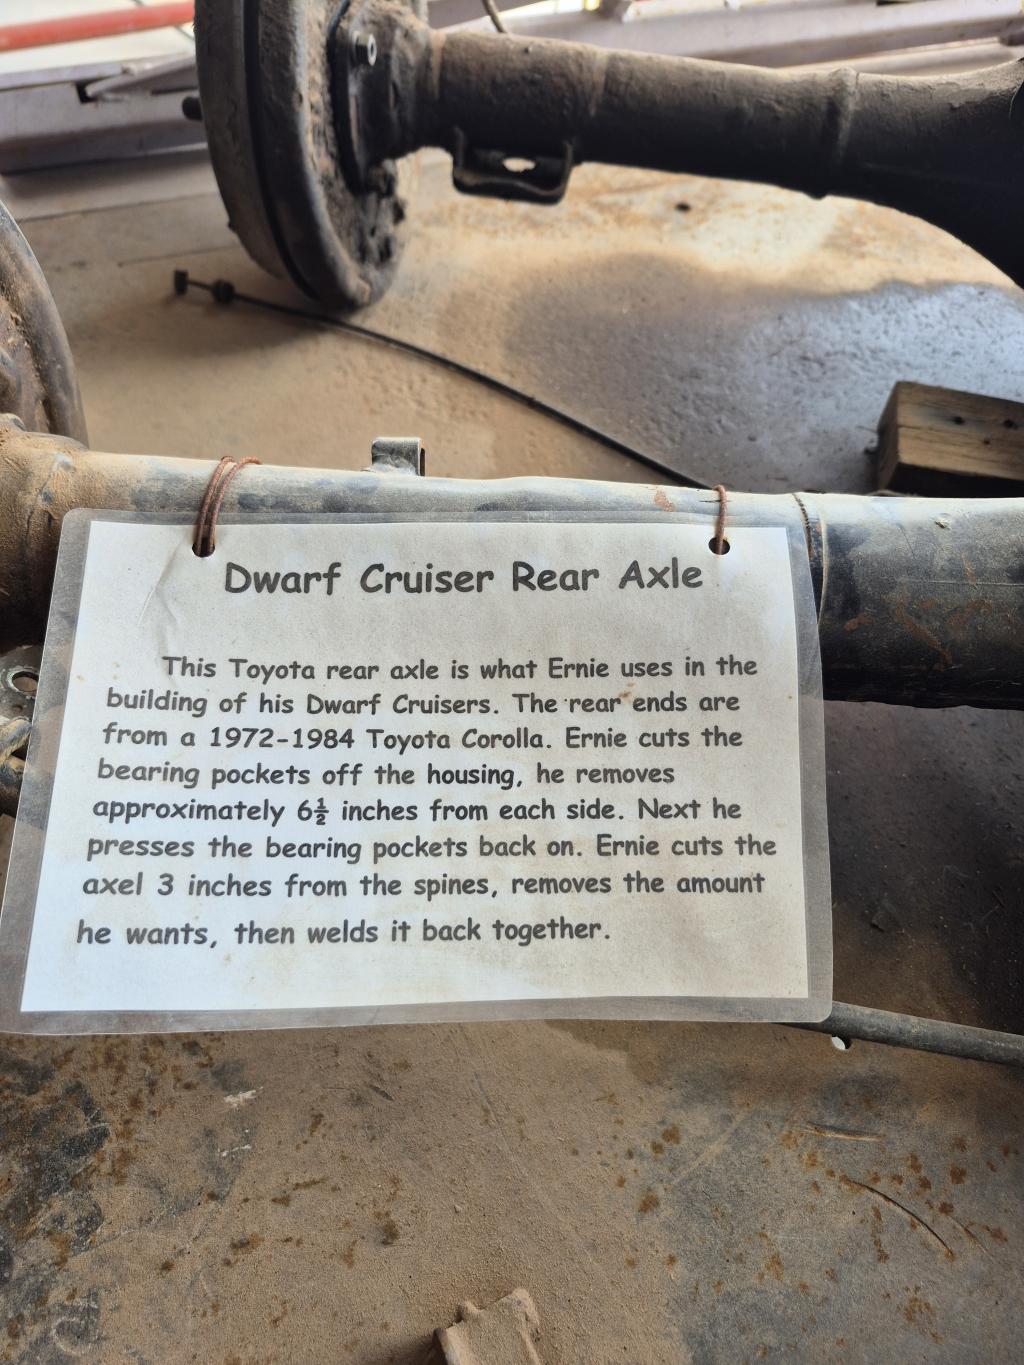 Dwarf Cruiser Rear Axle
This Toyota rear axle is what Ernie uses in the
building of his Dwarf Cruisers. The rear ends are
from a 1972-1984 Toyota Corolla. Ernie cuts the
bearing pockets off the housing, he removes
approximately 6½ inches from each side. Next he
presses the bearing pockets back on. Ernie cuts the
axel 3 inches from the spines, removes the amount
he wants, then welds it back together.